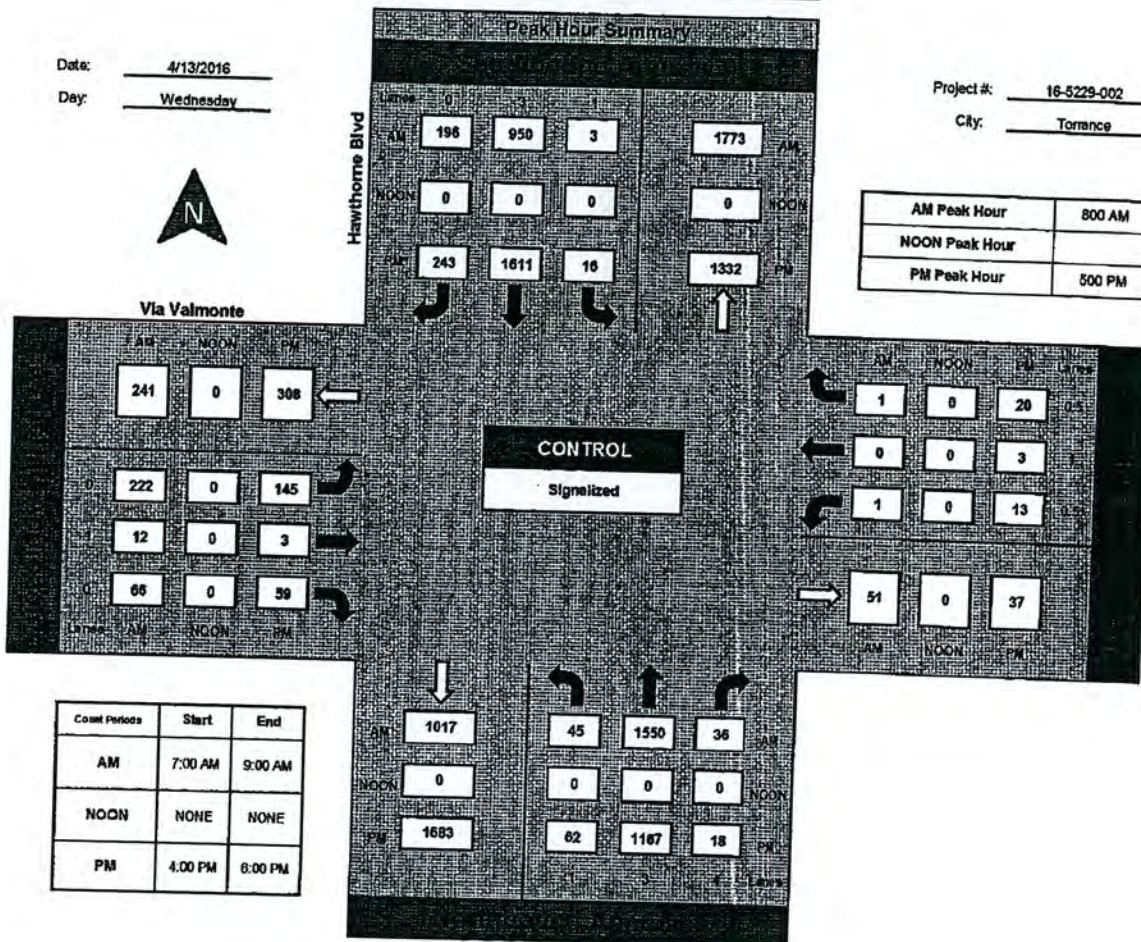 Peak Hour Summary
Date: 4/13/2016
Day: Wednesday
Project #: 16-5229-002
City: Torrance
N
Hawthorne Blvd
Lanes 0 3 1
AM 196 950 3 1773 AM
NOON 0 0 0 0 NOON
PM 243 1611 16 1332 PM
AM Peak Hour 800 AM
NOON Peak Hour
PM Peak Hour 500 PM
Via Valmonte
AM NOON PM
241 0 308
0 222 0 145
1 12 0 3
0 66 0 59
Lanes AM NOON PM
CONTROL
Signalized
AM NOON PM Lanes
1 0 20 0.5
0 0 3 1
1 0 13 0.5
51 0 37
AM NOON PM
AM 1017 45 1550 36 AM
NOON 0 0 0 0 NOON
PM 1683 62 1167 18 PM
3 Lanes
Count Periods Start End
AM 7:00 AM 9:00 AM
NOON NONE NONE
PM 4:00 PM 6:00 PM